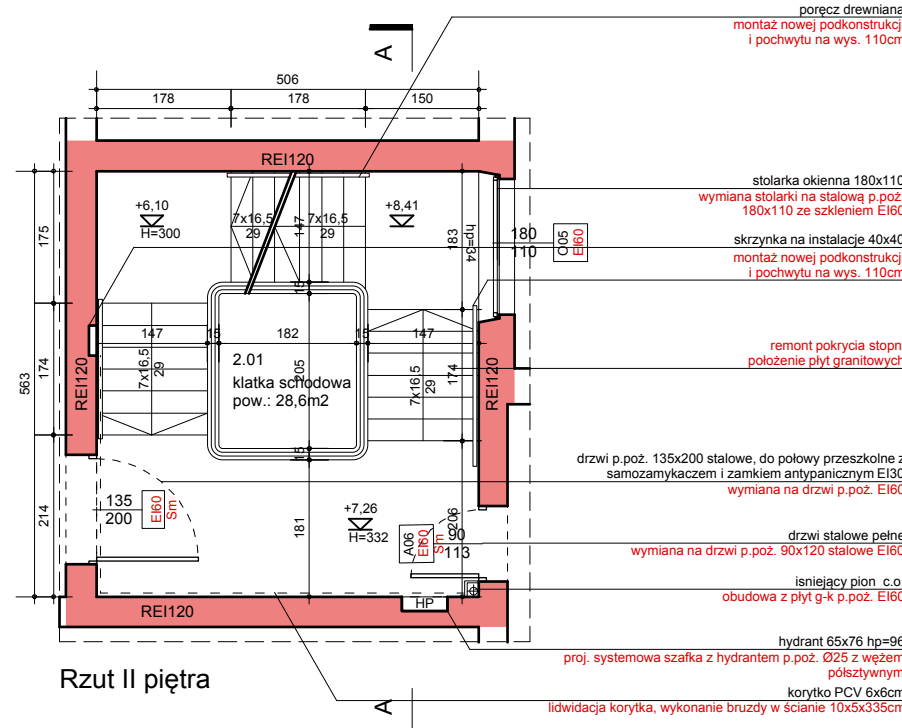 poręcz drewniana
montaż nowej podkonstrukcji
i pochwytu na wys. 110cm
A
506
178
178
150
REI120
stolarka okienna 180x110
wymiana stolarki na stalową p.poż.
180x110 ze szkleniem EI60
+6,10
H=300
7x16,5
29
147
7x16,5
29
+8,41
183
hp=34
180
110
O05
EI60
skrzynka na instalacje 40x40
montaż nowej podkonstrukcji
i pochwytu na wys. 110cm
175
174
563
214
15
147
15
182
15
147
7x16,5
29
2.01
klatka schodowa
pow.: 28,6m2
205
7x16,5
29
174
REI120
REI120
remont pokrycia stopni
położenie płyt granitowych
15
drzwi p.poż. 135x200 stalowe, do połowy przeszkolne z
samozamykaczem i zamkiem antypanicznym EI30
wymiana na drzwi p.poż. EI60
135
200
EI60
Sm
181
+7,26
H=332
206
A06
EI60
Sm
90
113
drzwi stalowe pełne
wymiana na drzwi p.poż. 90x120 stalowe EI60
isniejący pion c.o.
obudowa z płyt g-k p.poż. EI60
REI120
HP
hydrant 65x76 hp=96
proj. systemowa szafka z hydrantem p.poż. Ø25 z wężem
półsztywnym
Rzut II piętra
korytko PCV 6x6cm
lidwidacja korytka, wykonanie bruzdy w ścianie 10x5x335cm
A